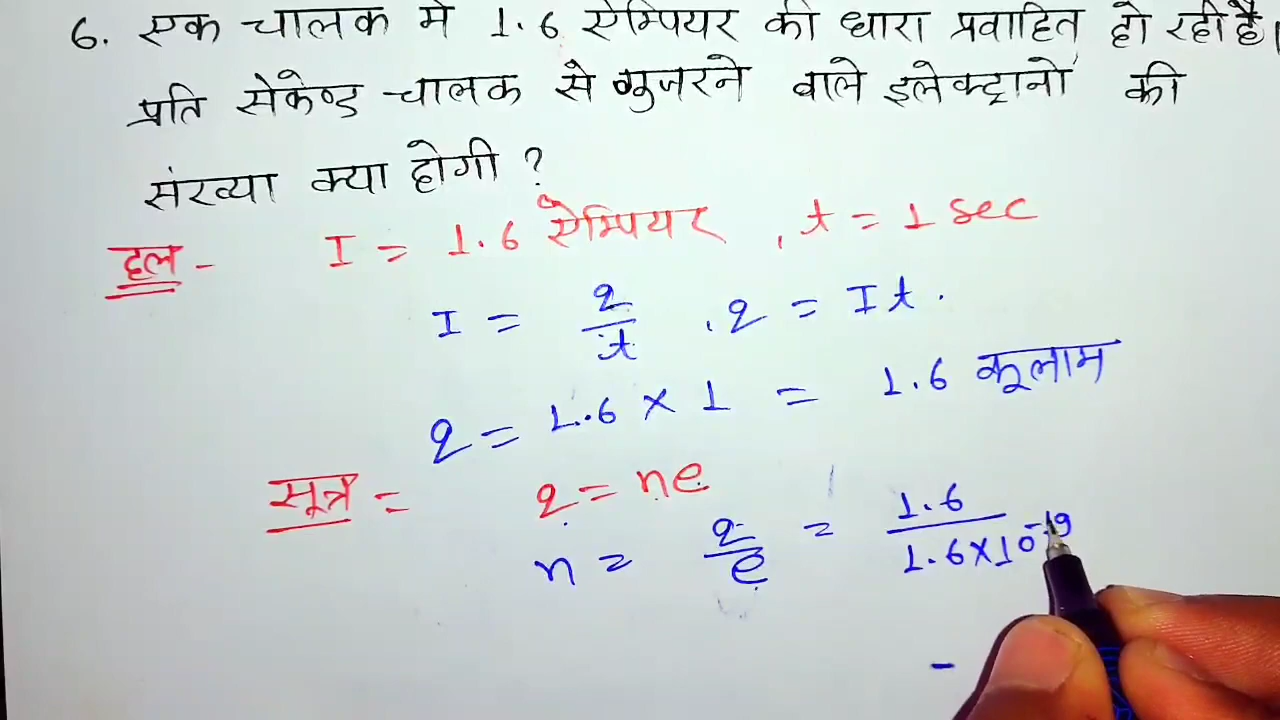 6. एक चालक मे 1.6 ऐम्पियर की धारा प्रवाहित हो रही है।
प्रति सेकेण्ड चालक से गुजरने वाले इलेक्ट्रानों की
संख्या क्या होगी ?
हल - I = 1.6 ऐम्पियर , t = 1 sec
I = q/t , q = It .
q = 1.6 × 1 = 1.6 कूलाम
सूत्र = q = ne
n = q/e = 1.6/1.6×10⁻¹⁹